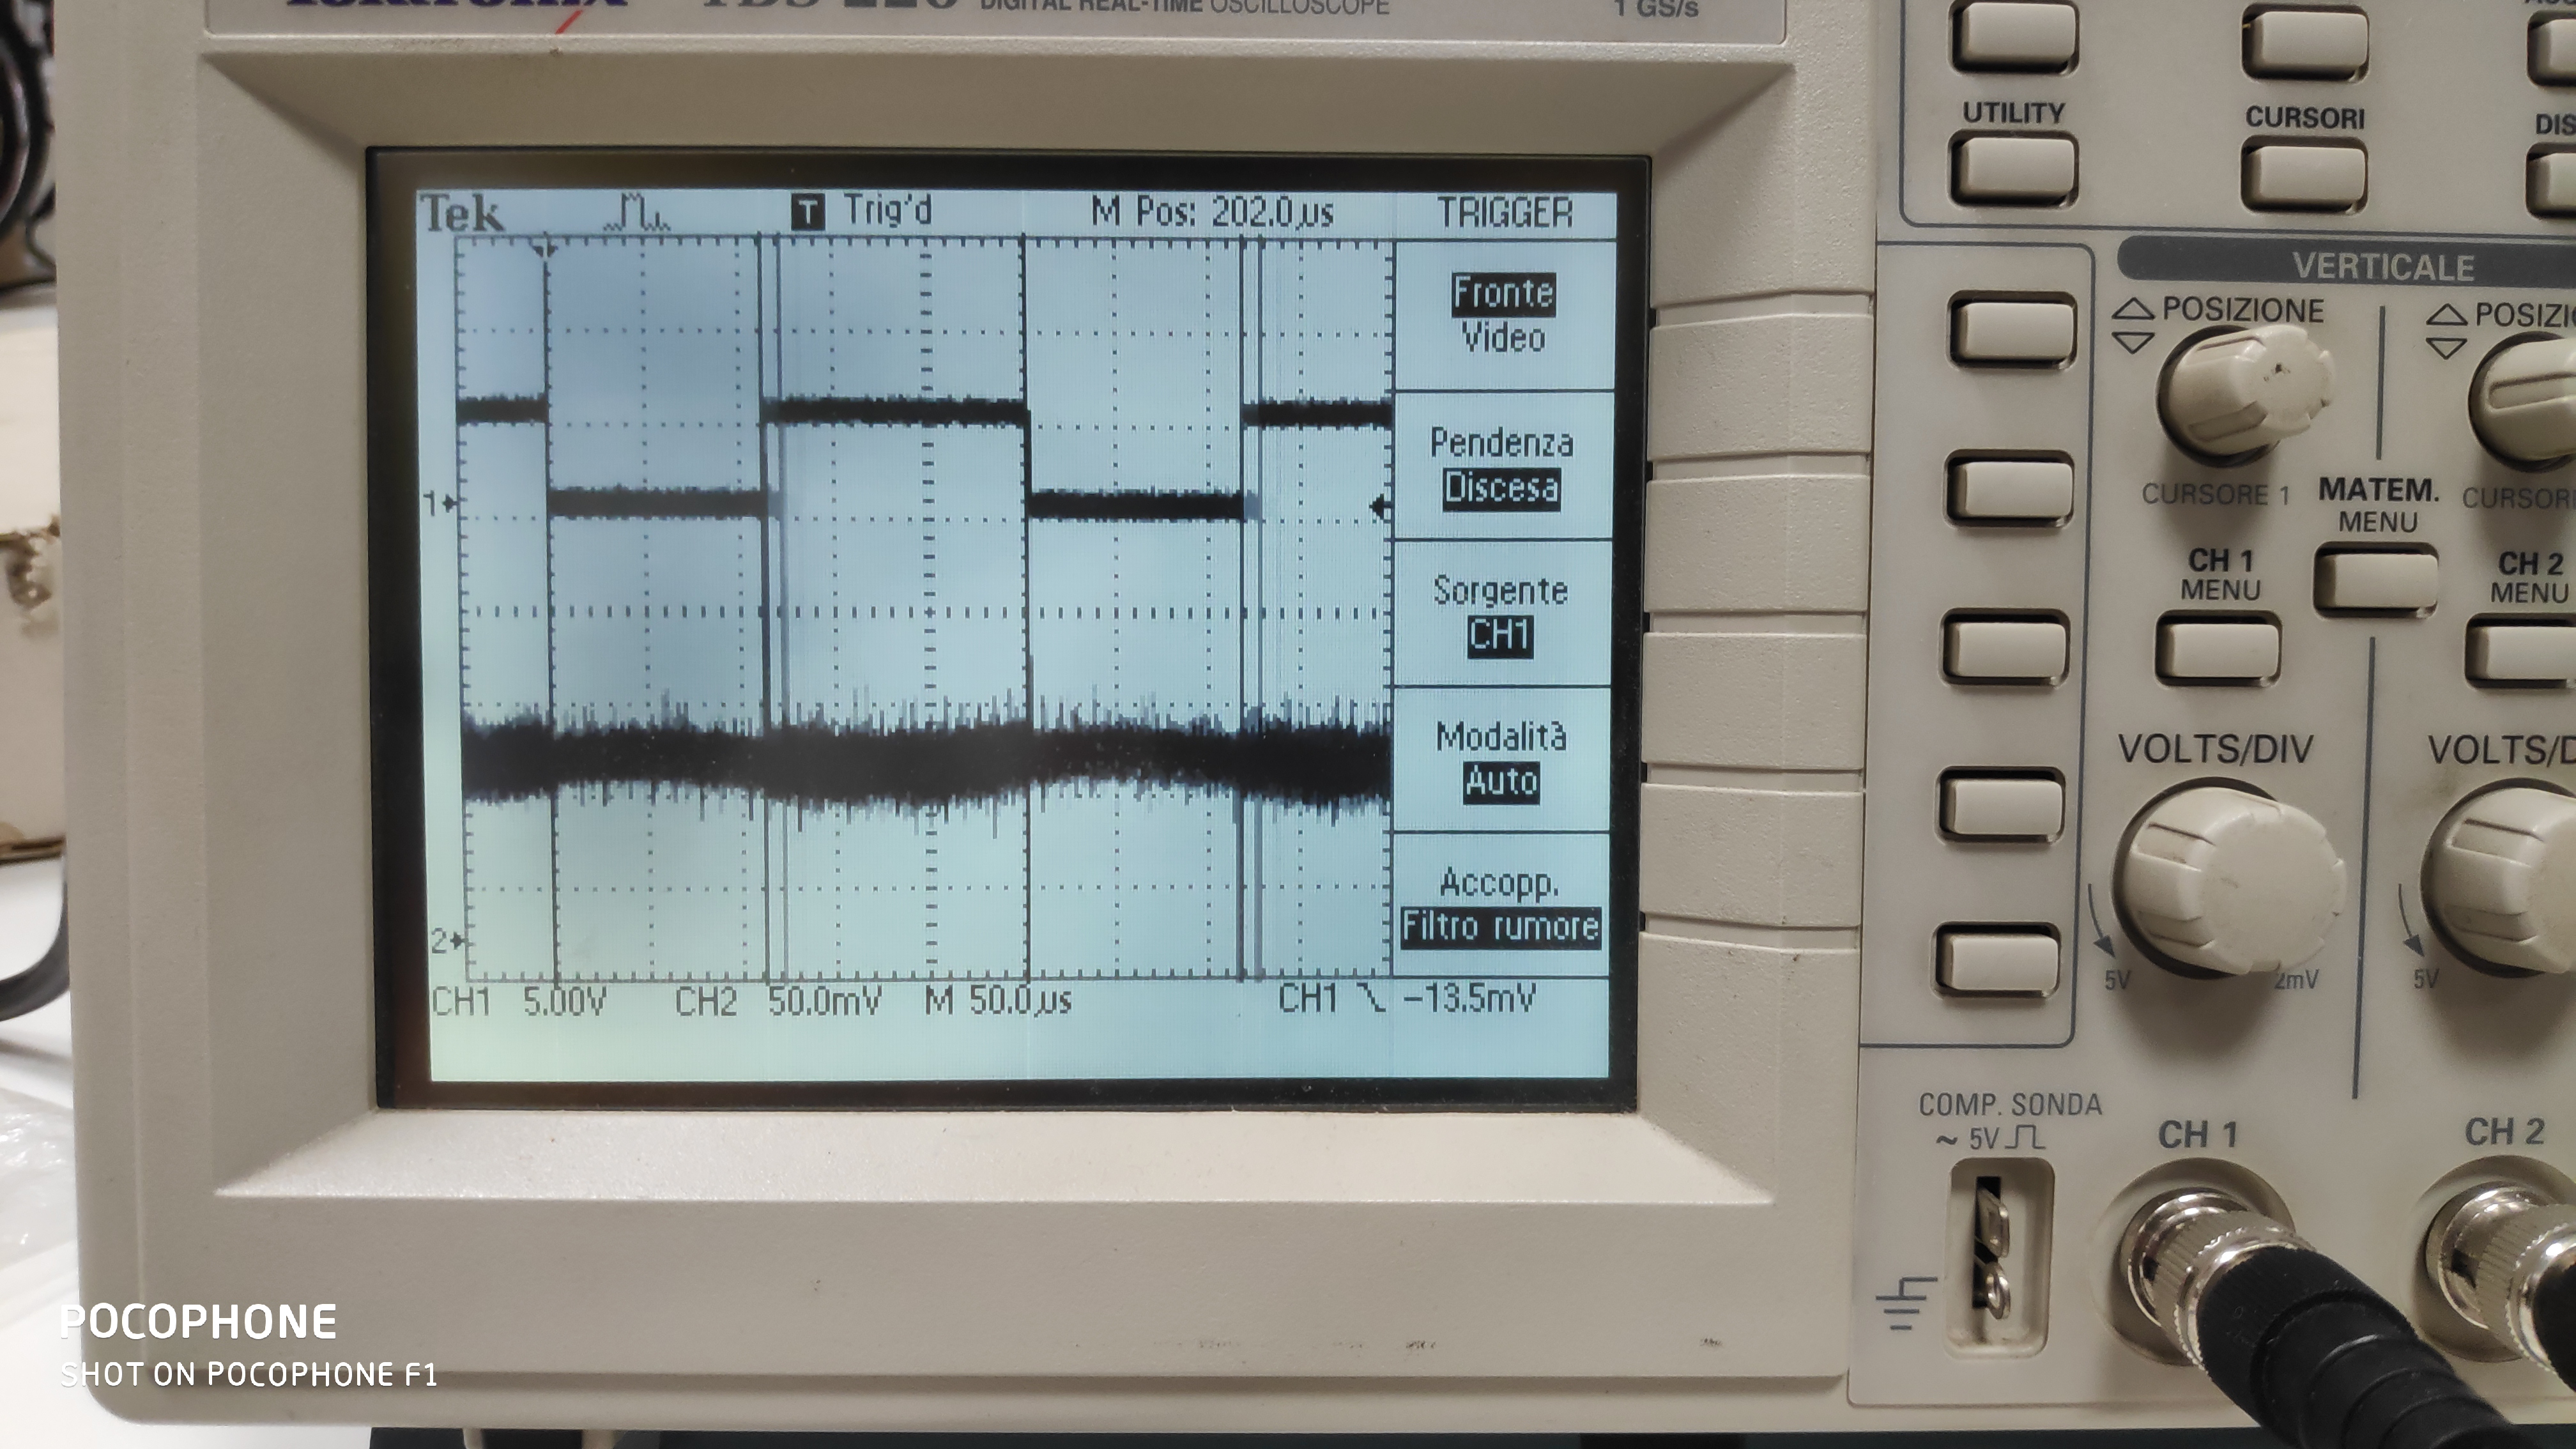 DIGITAL REAL-TIME OSCILLOSCOPE
1 GS/s
UTILITY
CURSORI
Tek
T Trig'd
M Pos: 202.0µs
TRIGGER
Fronte
Video
Pendenza
Discesa
Sorgente
CH1
Modalità
Auto
Accopp.
Filtro rumore
1
2
CH1 5.00V
CH2 50.0mV
M 50.0µs
CH1 -13.5mV
VERTICALE
POSIZIONE
CURSORE 1
MATEM.
MENU
CH 1
MENU
CH 2
MENU
VOLTS/DIV
5V
2mV
5V
COMP. SONDA
~ 5V
CH 1
CH 2
POCOPHONE
SHOT ON POCOPHONE F1